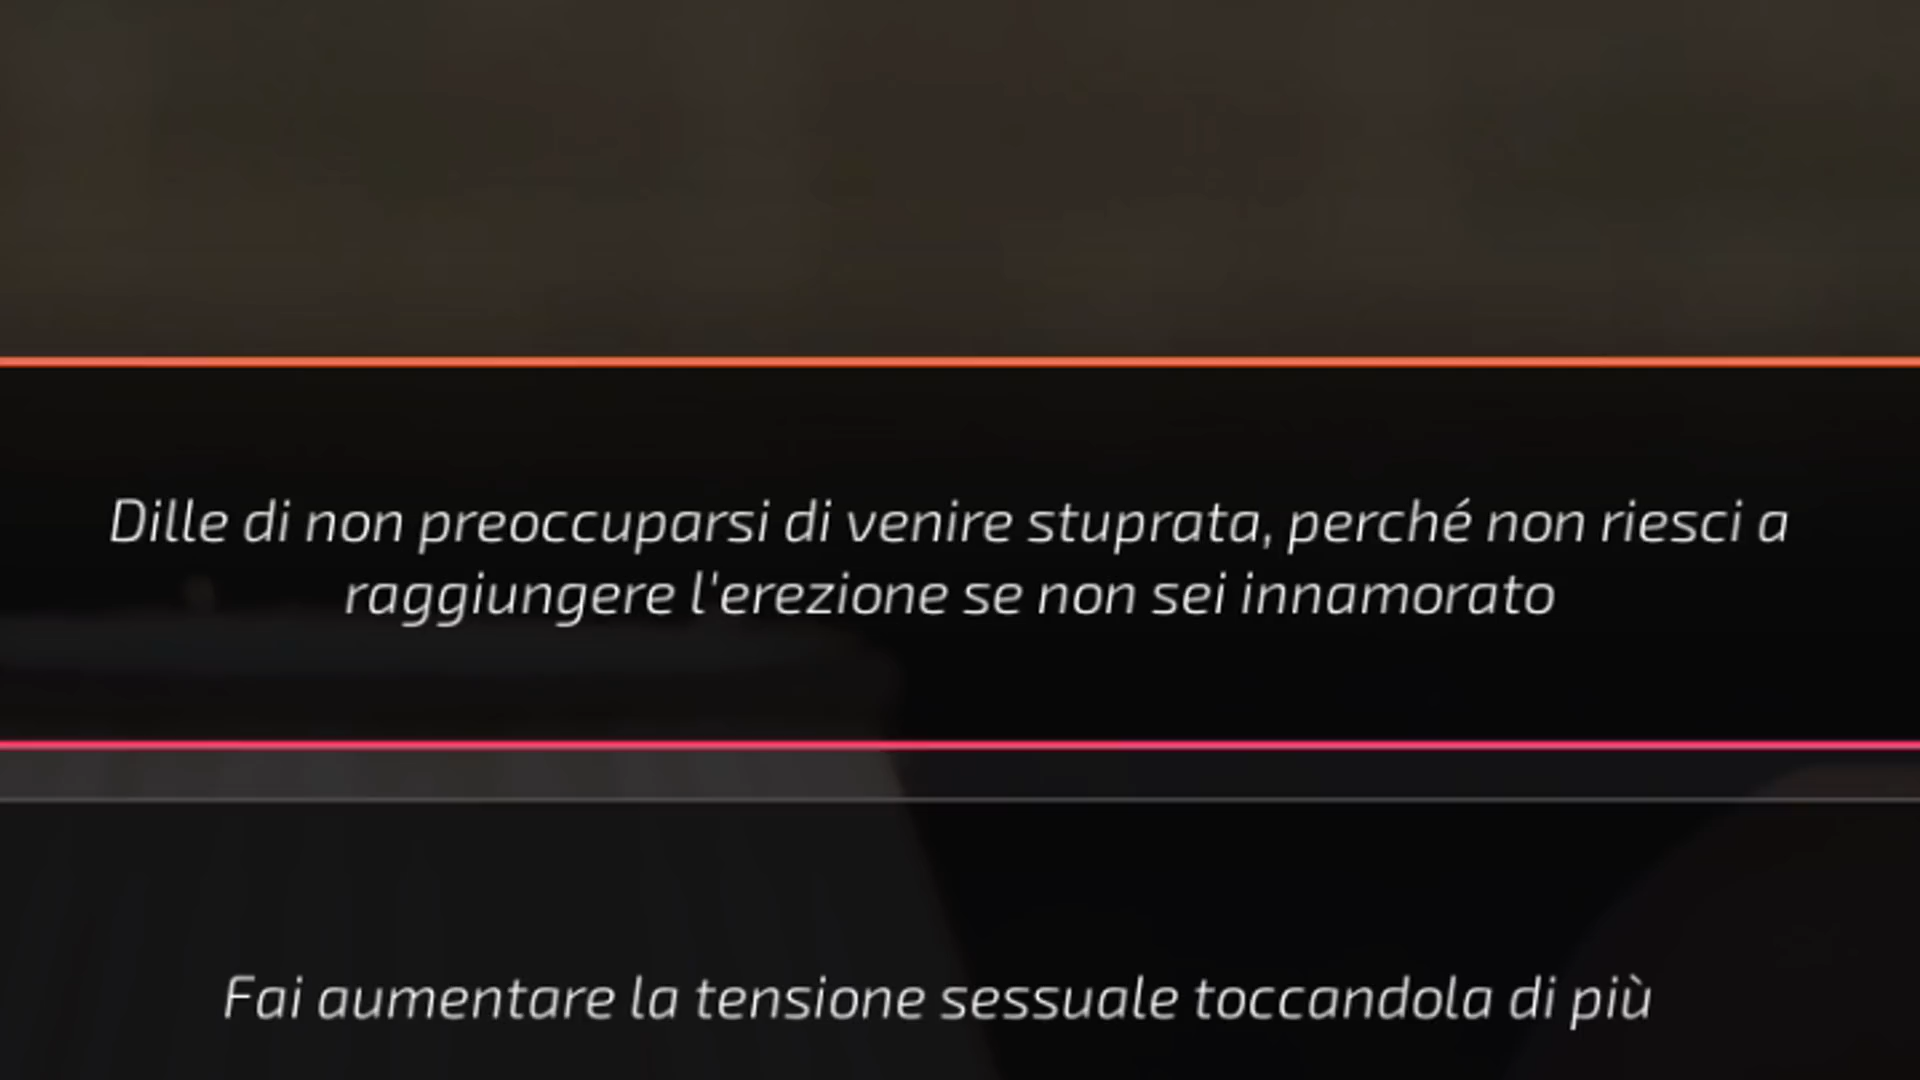 Dille di non preoccuparsi di venire stuprata, perché non riesci a
raggiungere l'erezione se non sei innamorato
Fai aumentare la tensione sessuale toccandola di più